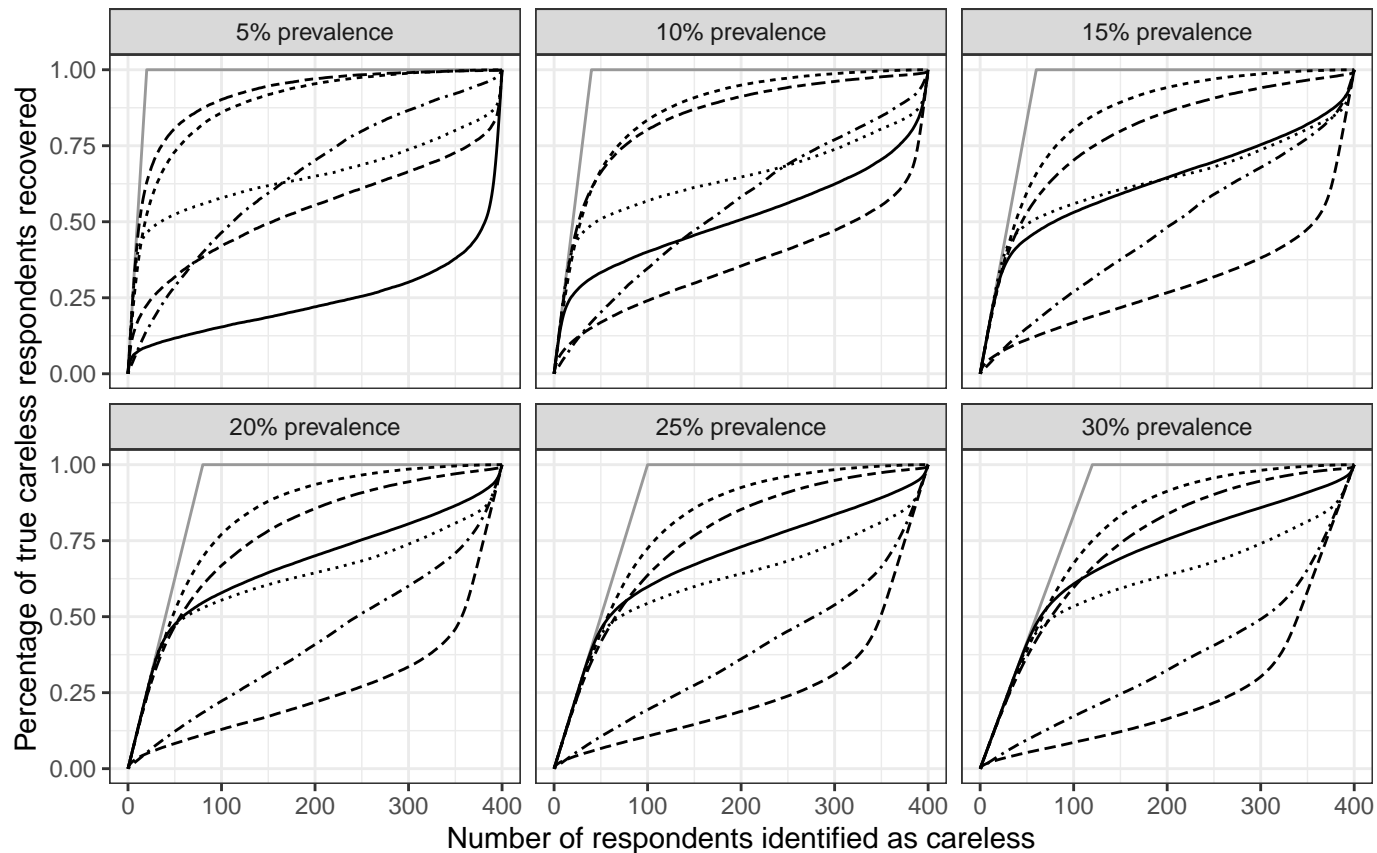 5% prevalence 10% prevalence 15% prevalence
1.00
0.75
0.50
0.25
0.00
20% prevalence 25% prevalence 30% prevalence
1.00
0.75
0.50
0.25
0.00
0 100 200 300 400 0 100 200 300 400 0 100 200 300 400
Number of respondents identified as careless
Percentage of true careless respondents recovered